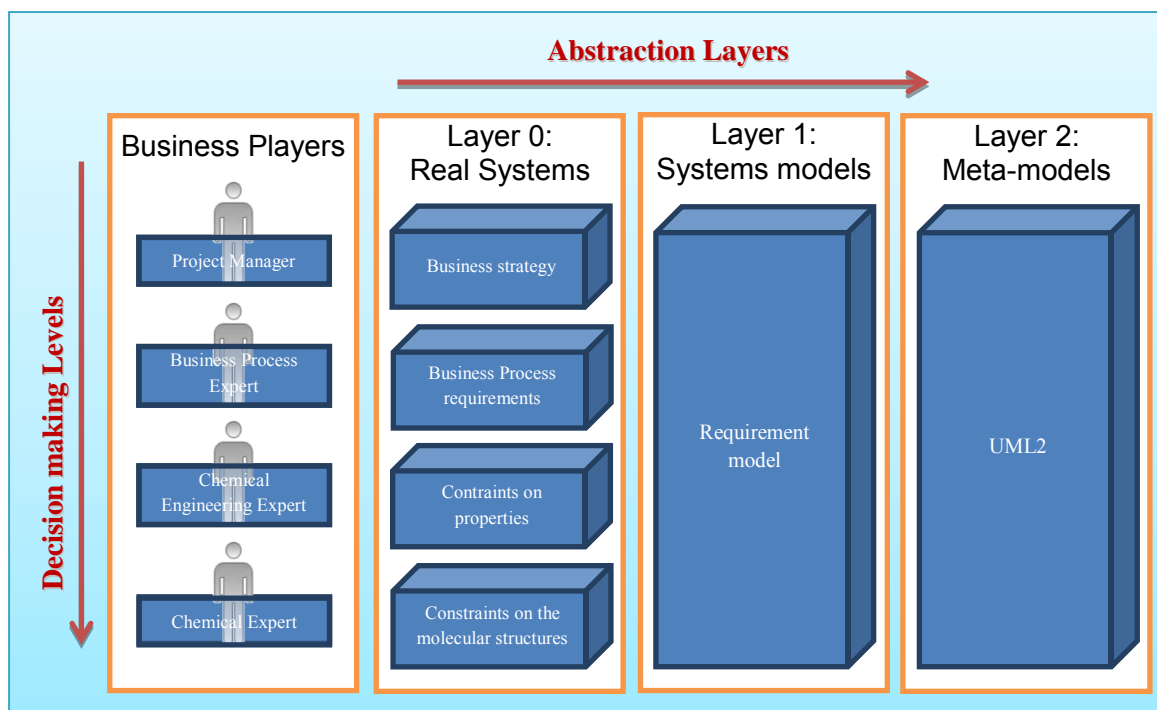 Abstraction Layers
Decision making Levels
Business Players
Project Manager
Business Process
Expert
Chemical
Engineering Expert
Chemical Expert
Layer 0:
Real Systems
Business strategy
Business Process
requirements
Contraints on
properties
Constraints on the
molecular structures
Layer 1:
Systems models
Requirement
model
Layer 2:
Meta-models
UML2